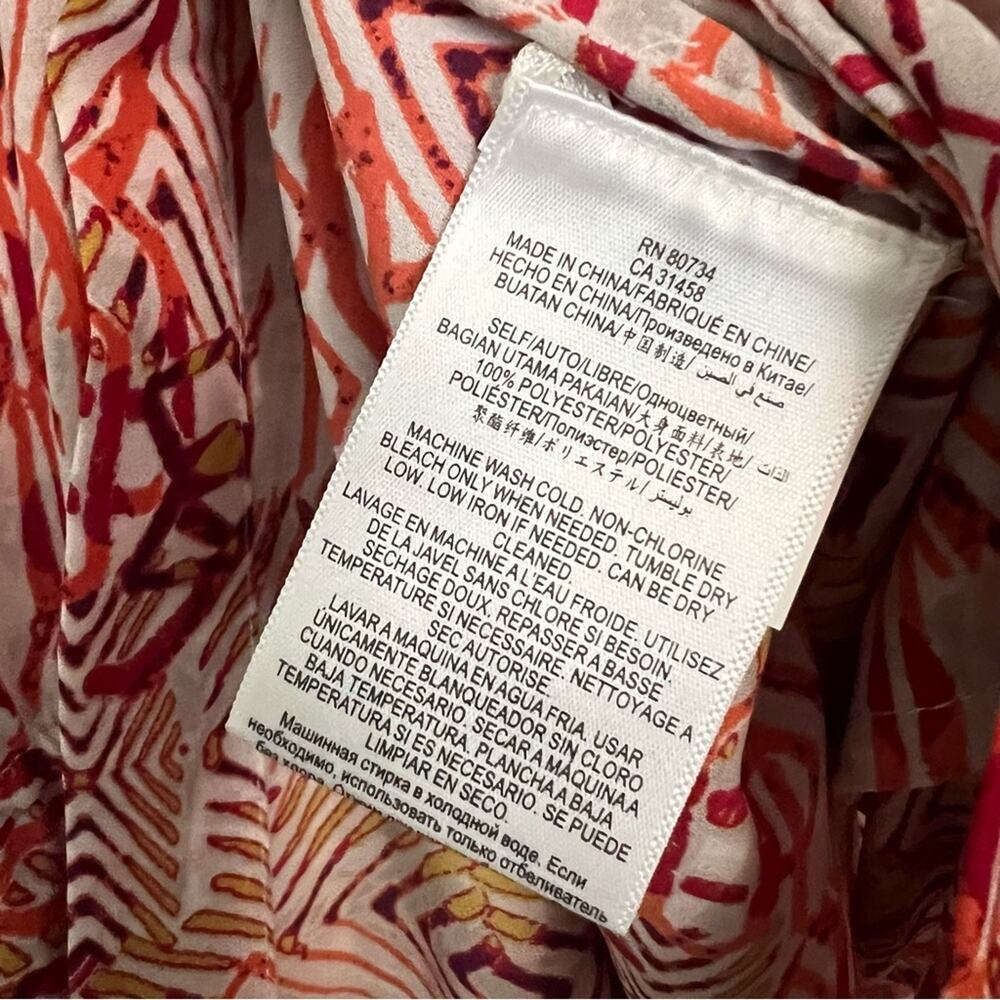 RN 80734
CA 31458
MADE IN CHINA/FABRIQUÉ EN CHINE/
HECHO EN CHINA/Произведено в Китае/
BUATAN CHINA/中国制造/ صنع في الصين
SELF/AUTO/LIBRE/Одноцветный/
BAGIAN UTAMA PAKAIAN/大身面料/表地/ الذات
100% POLYESTER/POLYESTER/
POLIÉSTER/Полиэстер/POLIESTER/
聚酯纤维/ポリエステル/ بوليستر
MACHINE WASH COLD. NON-CHLORINE
BLEACH ONLY WHEN NEEDED. TUMBLE DRY
LOW. LOW IRON IF NEEDED. CAN BE DRY
CLEANED.
LAVAGE EN MACHINE A L'EAU FROIDE. UTILISEZ
DE LA JAVEL SANS CHLORE SI BESOIN.
SECHAGE DOUX. REPASSER A BASSE
TEMPERATURE SI NECESSAIRE. NETTOYAGE A
SEC AUTORISE.
LAVAR A MAQUINA EN AGUA FRIA. USAR
ÚNICAMENTE BLANQUEADOR SIN CLORO
CUANDO NECESARIO. SECAR A MÁQUINA A
BAJA TEMPERATURA. PLANCHA A BAJA
TEMPERATURA SI ES NECESARIO. SE PUEDE
LIMPIAR EN SECO.
Машинная стирка в холодной воде. Если
необходимо, использовать только отбеливатель
без хлора.